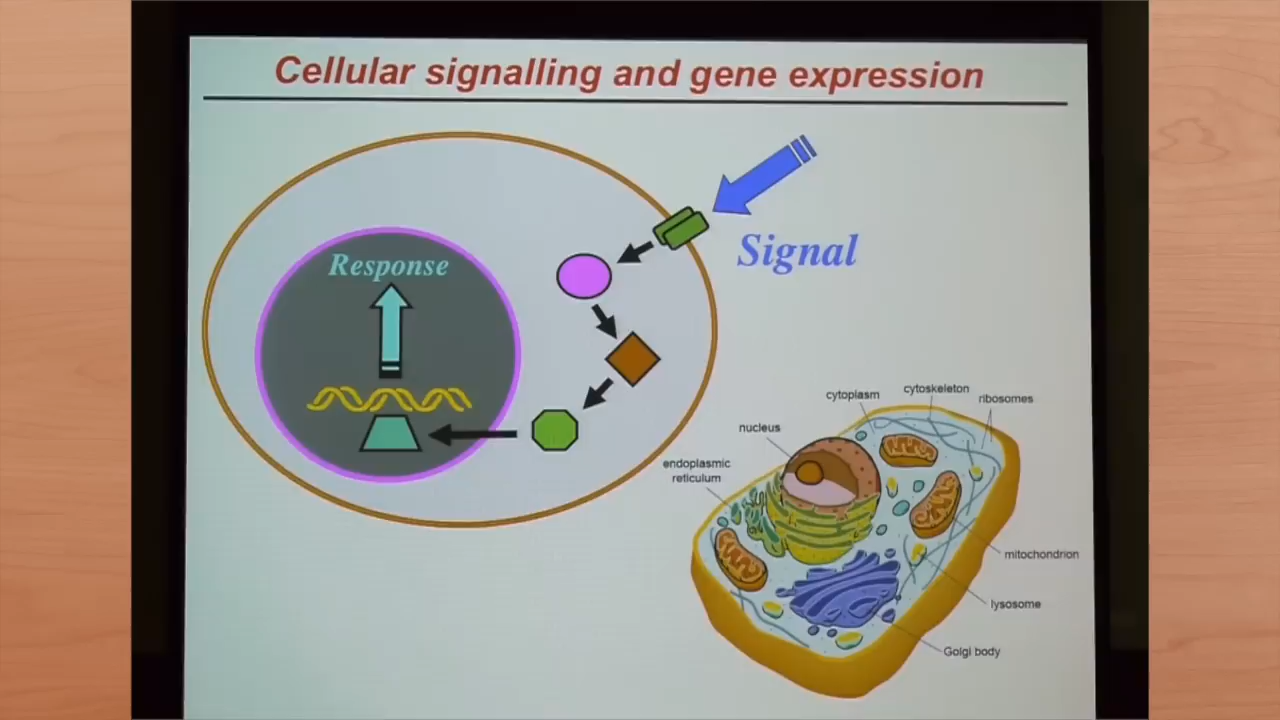 Cellular signalling and gene expression
Signal
Response
cytoplasm
cytoskeleton
ribosomes
nucleus
endoplasmic
reticulum
mitochondrion
lysosome
Golgi body